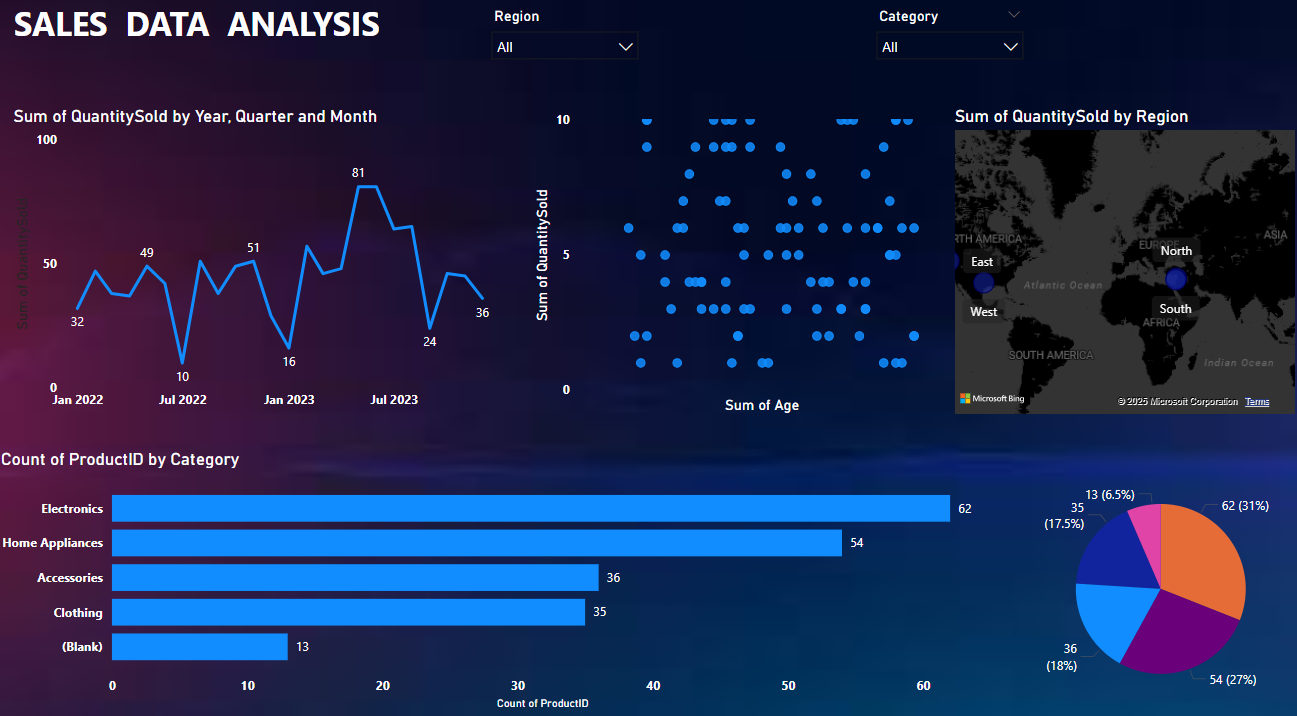 SALES DATA ANALYSIS
Region
All
Category
All
Sum of QuantitySold by Year, Quarter and Month
Sum of QuantitySold
100
50
0
32
49
10
51
16
81
24
36
Jan 2022
Jul 2022
Jan 2023
Jul 2023
Sum of QuantitySold
10
5
0
Sum of Age
Sum of QuantitySold by Region
RTH AMERICA
EUROPE
ASIA
North
East
Atlantic Ocean
West
South
AFRICA
SOUTH AMERICA
Indian Ocean
Microsoft Bing
© 2025 Microsoft Corporation Terms
Count of ProductID by Category
Electronics
62
Home Appliances
54
Accessories
36
Clothing
35
(Blank)
13
0
10
20
30
40
50
60
Count of ProductID
13 (6.5%)
62 (31%)
35
(17.5%)
36
(18%)
54 (27%)